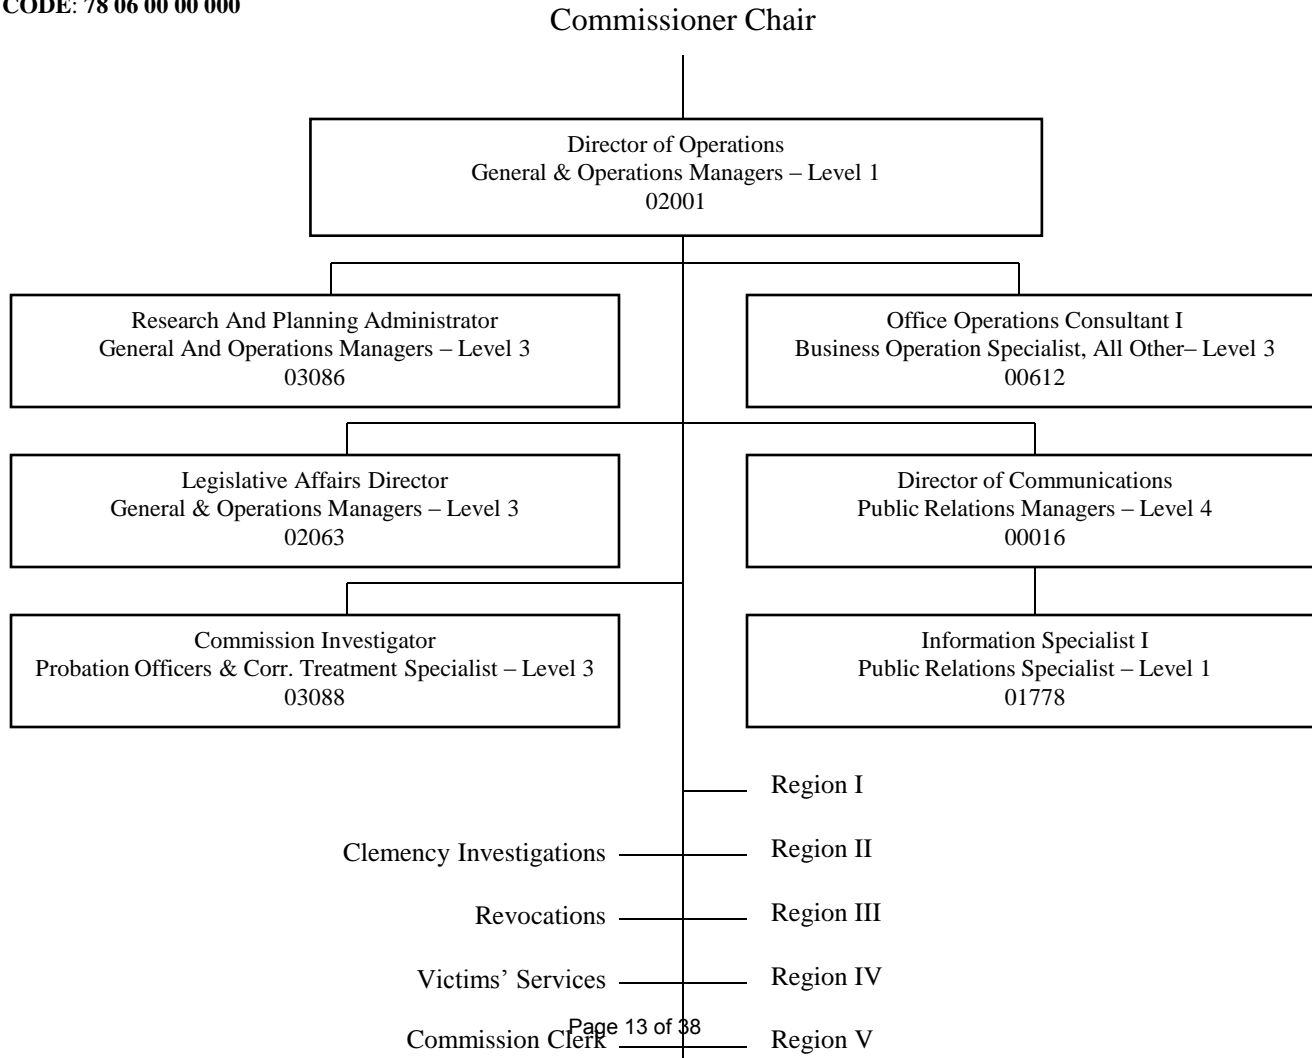 CODE: 78 06 00 00 000
Commissioner Chair
Director of Operations
General & Operations Managers – Level 1
02001
Research And Planning Administrator
General And Operations Managers – Level 3
03086
Office Operations Consultant I
Business Operation Specialist, All Other– Level 3
00612
Legislative Affairs Director
General & Operations Managers – Level 3
02063
Director of Communications
Public Relations Managers – Level 4
00016
Commission Investigator
Probation Officers & Corr. Treatment Specialist – Level 3
03088
Information Specialist I
Public Relations Specialist – Level 1
01778
Region I
Clemency Investigations
Region II
Revocations
Region III
Victims’ Services
Region IV
Commission Clerk
Region V
Page 13 of 38